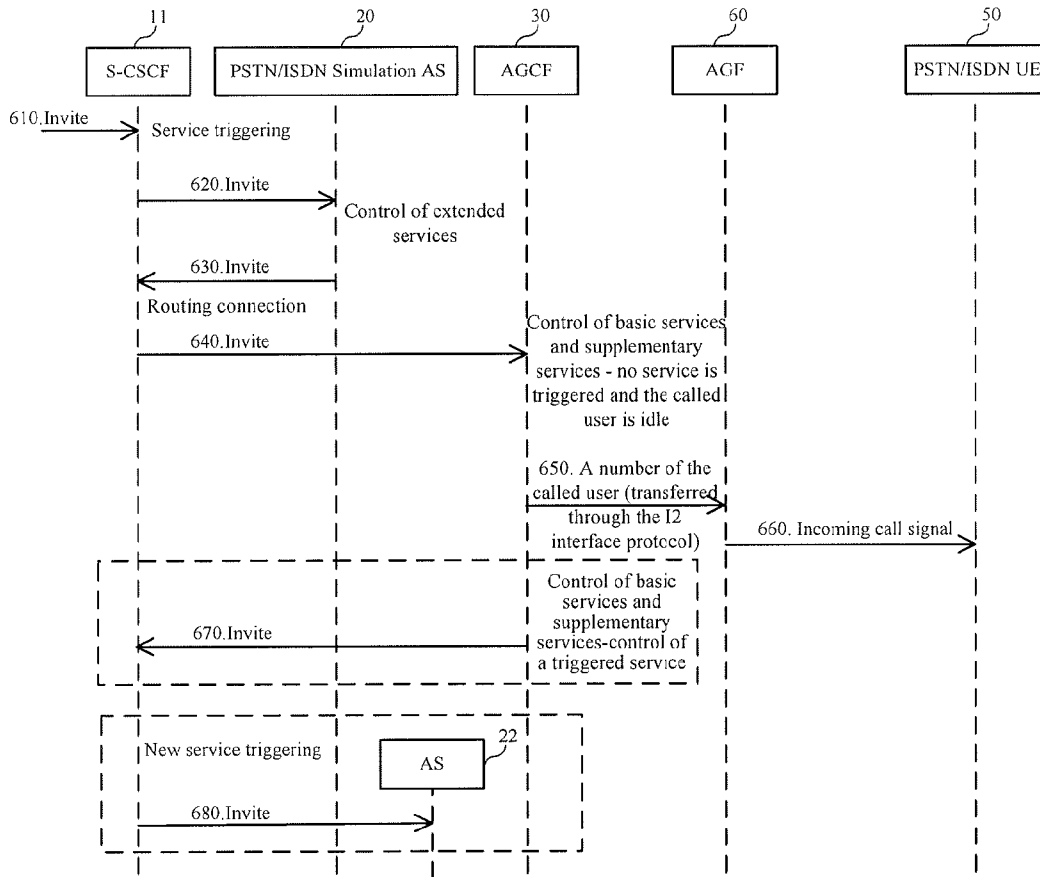 11
20
30
60
50
S-CSCF
PSTN/ISDN Simulation AS
AGCF
AGF
PSTN/ISDN UE
610.Invite
Service triggering
620.Invite
Control of extended
services
630.Invite
Routing connection
640.Invite
Control of basic services
and supplementary
services - no service is
triggered and the called
user is idle
650. A number of the
called user (transferred
through the I2
interface protocol)
660. Incoming call signal
Control of basic
services and
supplementary
services-control of
a triggered service
670.Invite
New service triggering
22
AS
680.Invite